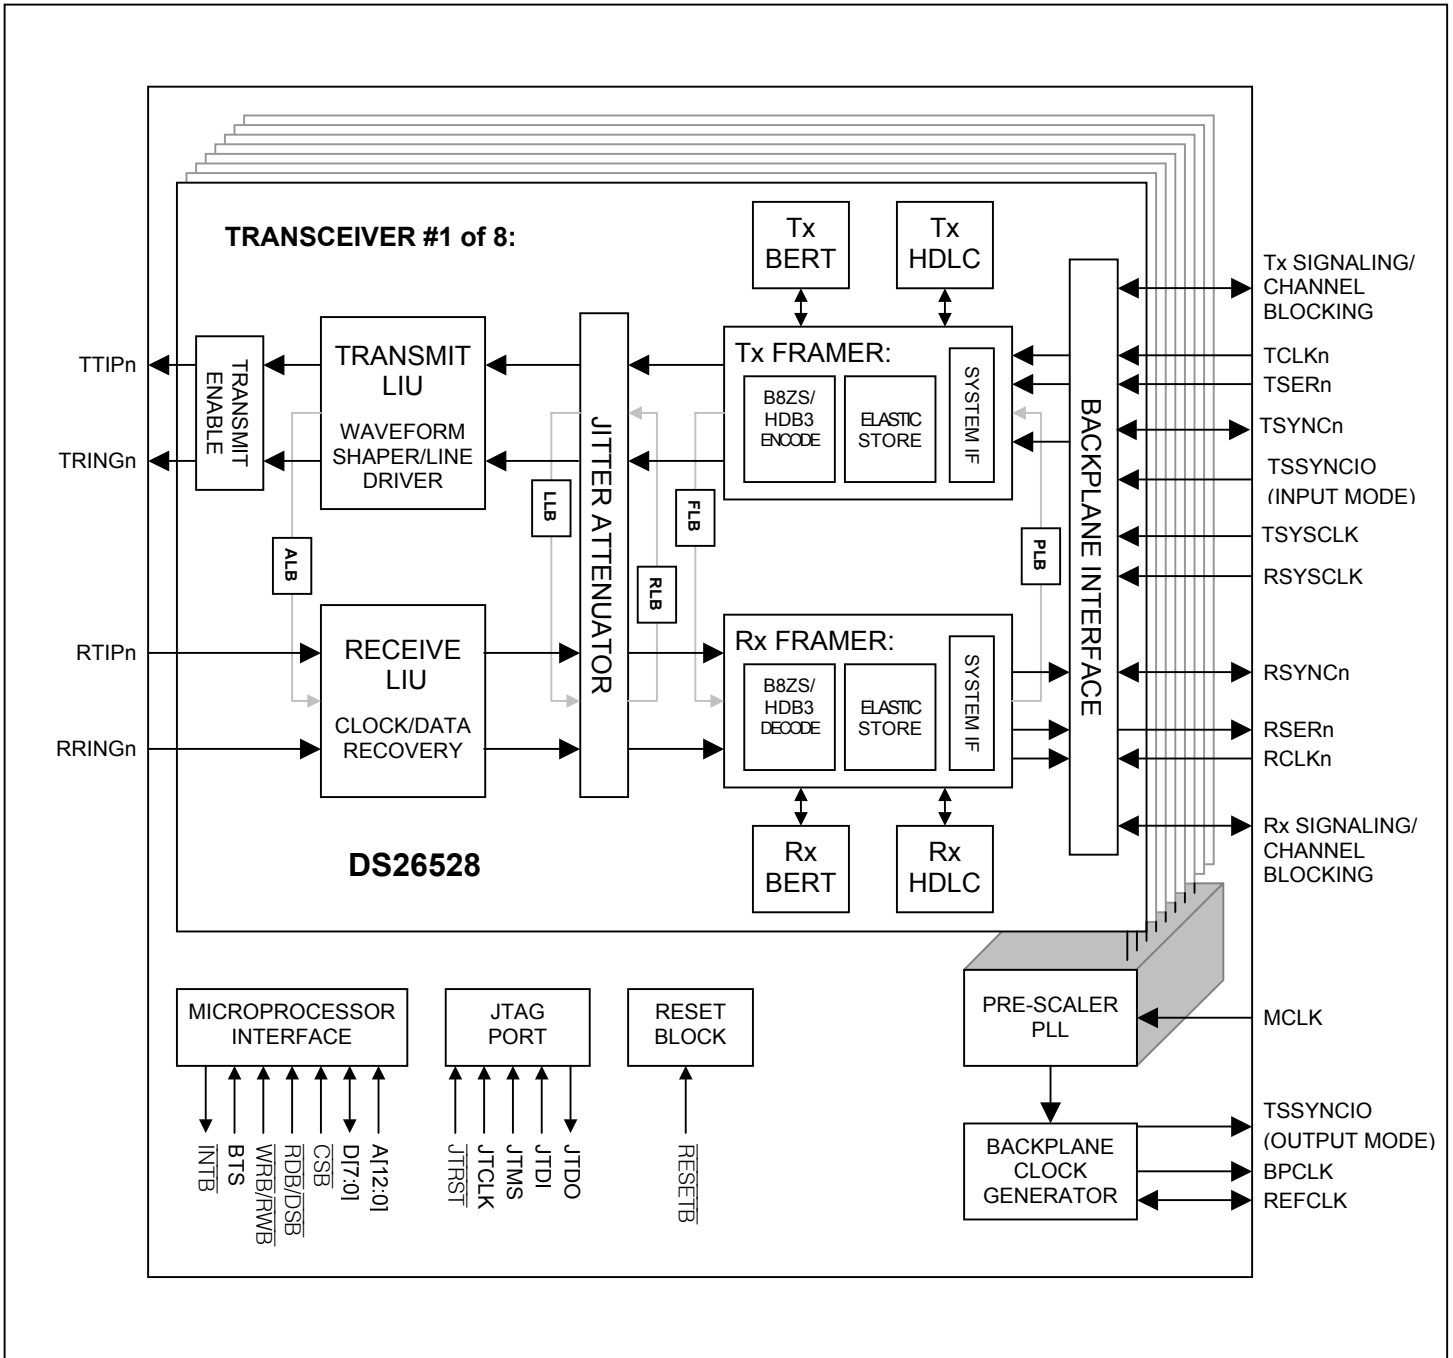 TRANSCEIVER #1 of 8:
Tx
BERT
Tx
HDLC
Tx SIGNALING/
CHANNEL
BLOCKING
TTIPn
TRINGn
TRANSMIT
ENABLE
TRANSMIT
LIU
WAVEFORM
SHAPER/LINE
DRIVER
JITTER ATTENUATOR
Tx FRAMER:
B8ZS/
HDB3
ENCODE
ELASTIC
STORE
SYSTEM IF
BACKPLANE INTERFACE
TCLKn
TSERn
TSYNCn
TSSYNCIO
(INPUT MODE)
TSYSCLK
RSYSCLK
ALB
LLB
RLB
FLB
PLB
RTIPn
RRINGn
RECEIVE
LIU
CLOCK/DATA
RECOVERY
Rx FRAMER:
B8ZS/
HDB3
DECODE
ELASTIC
STORE
SYSTEM IF
RSYNCn
RSERn
RCLKn
Rx SIGNALING/
CHANNEL
BLOCKING
DS26528
Rx
BERT
Rx
HDLC
MICROPROCESSOR
INTERFACE
INTB
BTS
WRB/RWB
RDB/DSB
CSB
D[7:0]
A[12:0]
JTAG
PORT
JTRST
JTCLK
JTMS
JTDI
JTDO
RESET
BLOCK
RESETB
PRE-SCALER
PLL
MCLK
BACKPLANE
CLOCK
GENERATOR
TSSYNCIO
(OUTPUT MODE)
BPCLK
REFCLK